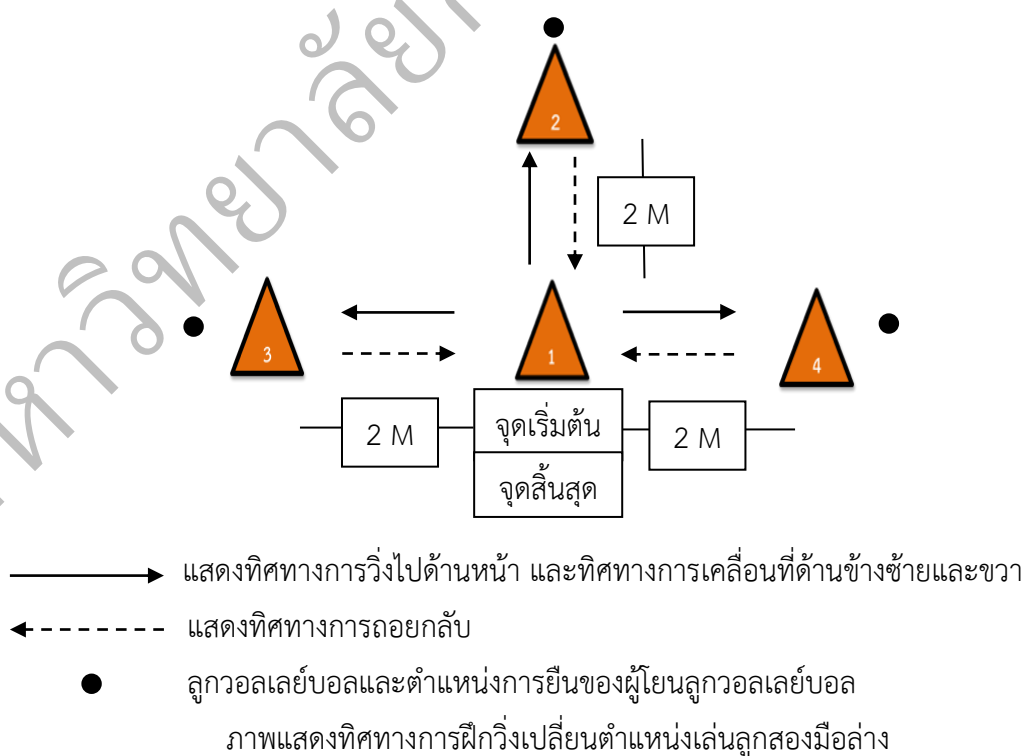 2
2 M
3
1
4
2 M
จุดเริ่มต้น
2 M
จุดสิ้นสุด
แสดงทิศทางการวิ่งไปด้านหน้า และทิศทางการเคลื่อนที่ด้านข้างซ้ายและขวา
แสดงทิศทางการถอยกลับ
ลูกวอลเลย์บอลและตำแหน่งการยืนของผู้โยนลูกวอลเลย์บอล
ภาพแสดงทิศทางการฝึกวิ่งเปลี่ยนตำแหน่งเล่นลูกสองมือล่าง